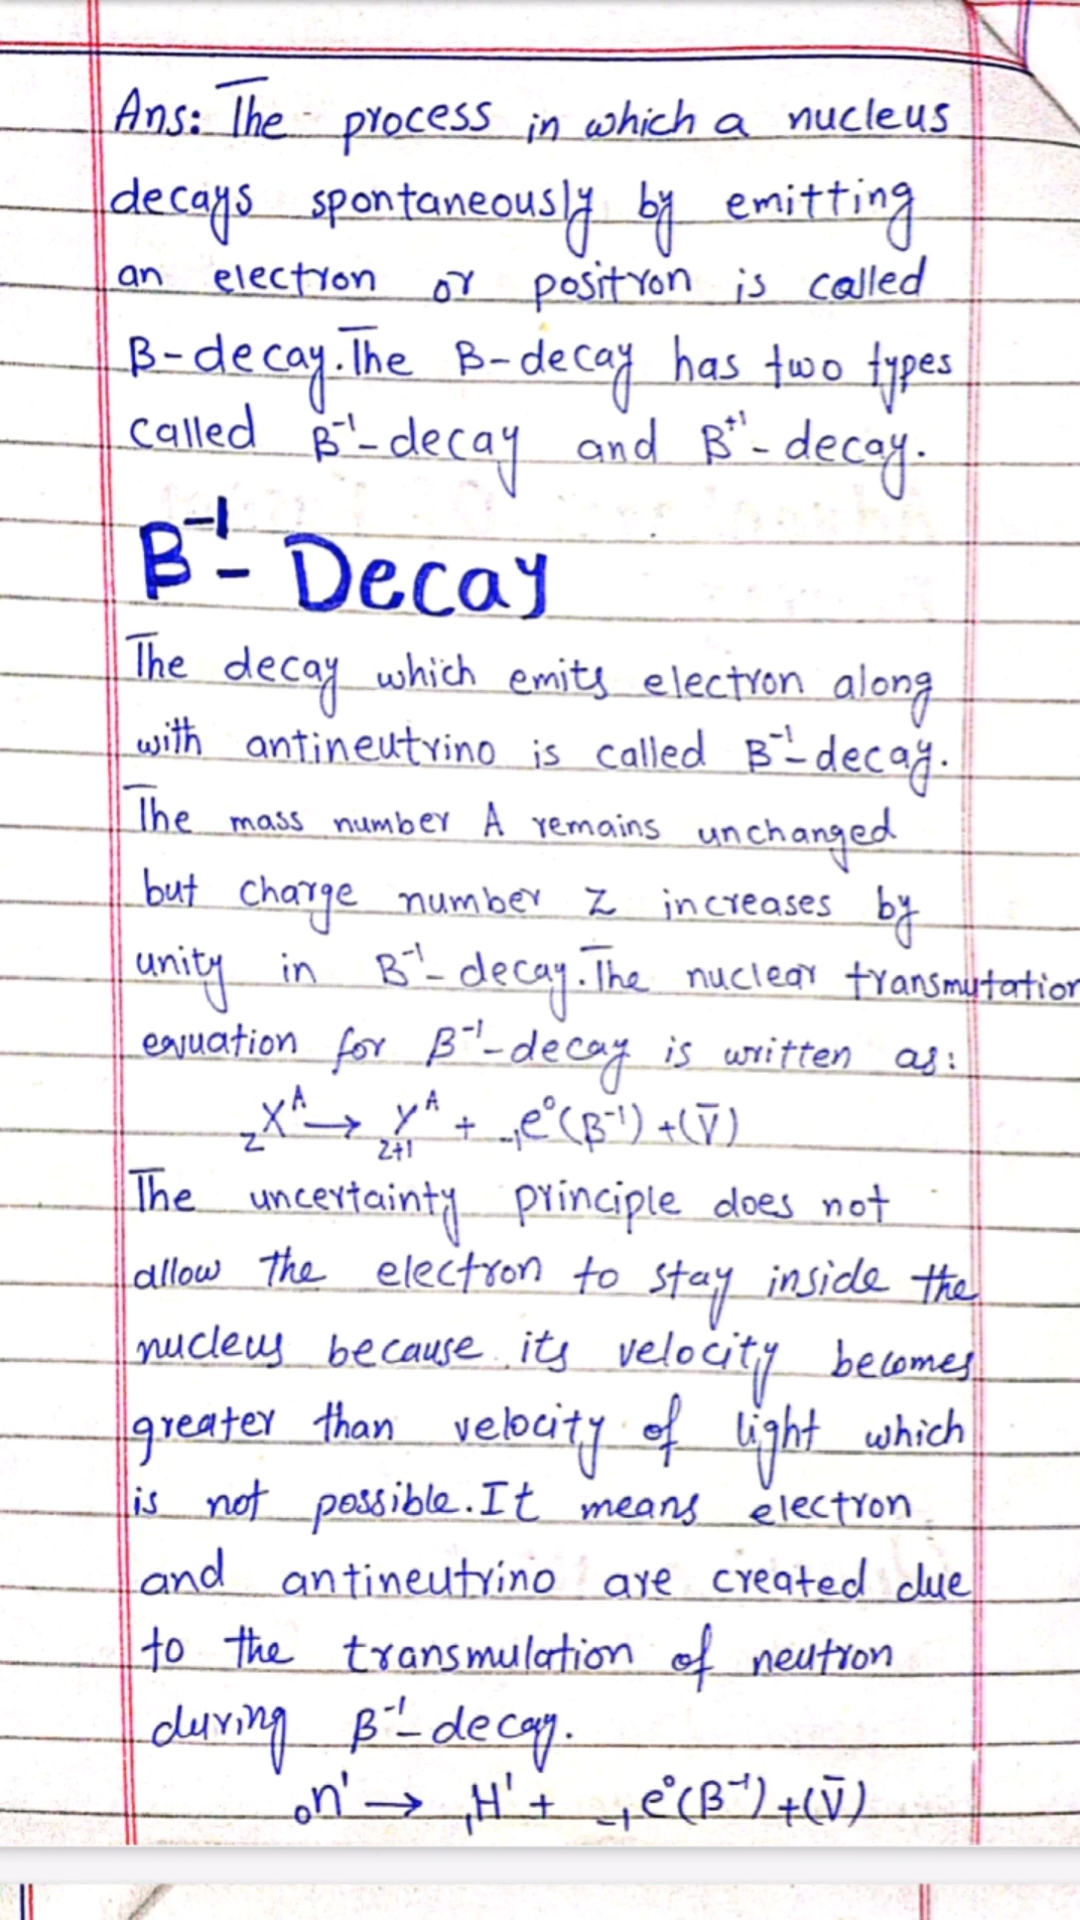 Ans: The process in which a nucleus
decays spontaneously by emitting
an electron or positron is called
B-decay. The B-decay has two types
called B⁻¹-decay and B⁺¹-decay.
B⁻¹- Decay
The decay which emits electron along
with antineutrino is called B⁻¹-decay.
The mass number A remains unchanged
but charge number Z increases by
unity in B⁻¹-decay. The nuclear transmutation
equation for β⁻¹-decay is written as:
zXᴬ → z+1Yᴬ + ₋₁e⁰(β⁻¹) + (V̄)
The uncertainty principle does not
allow the electron to stay inside the
nucleus because its velocity becomes
greater than velocity of light which
is not possible. It means electron
and antineutrino are created due
to the transmulation of neutron
during β⁻¹-decay.
₀n¹ → ₁H¹ + ₋₁e⁰(β⁻¹) + (V̄)